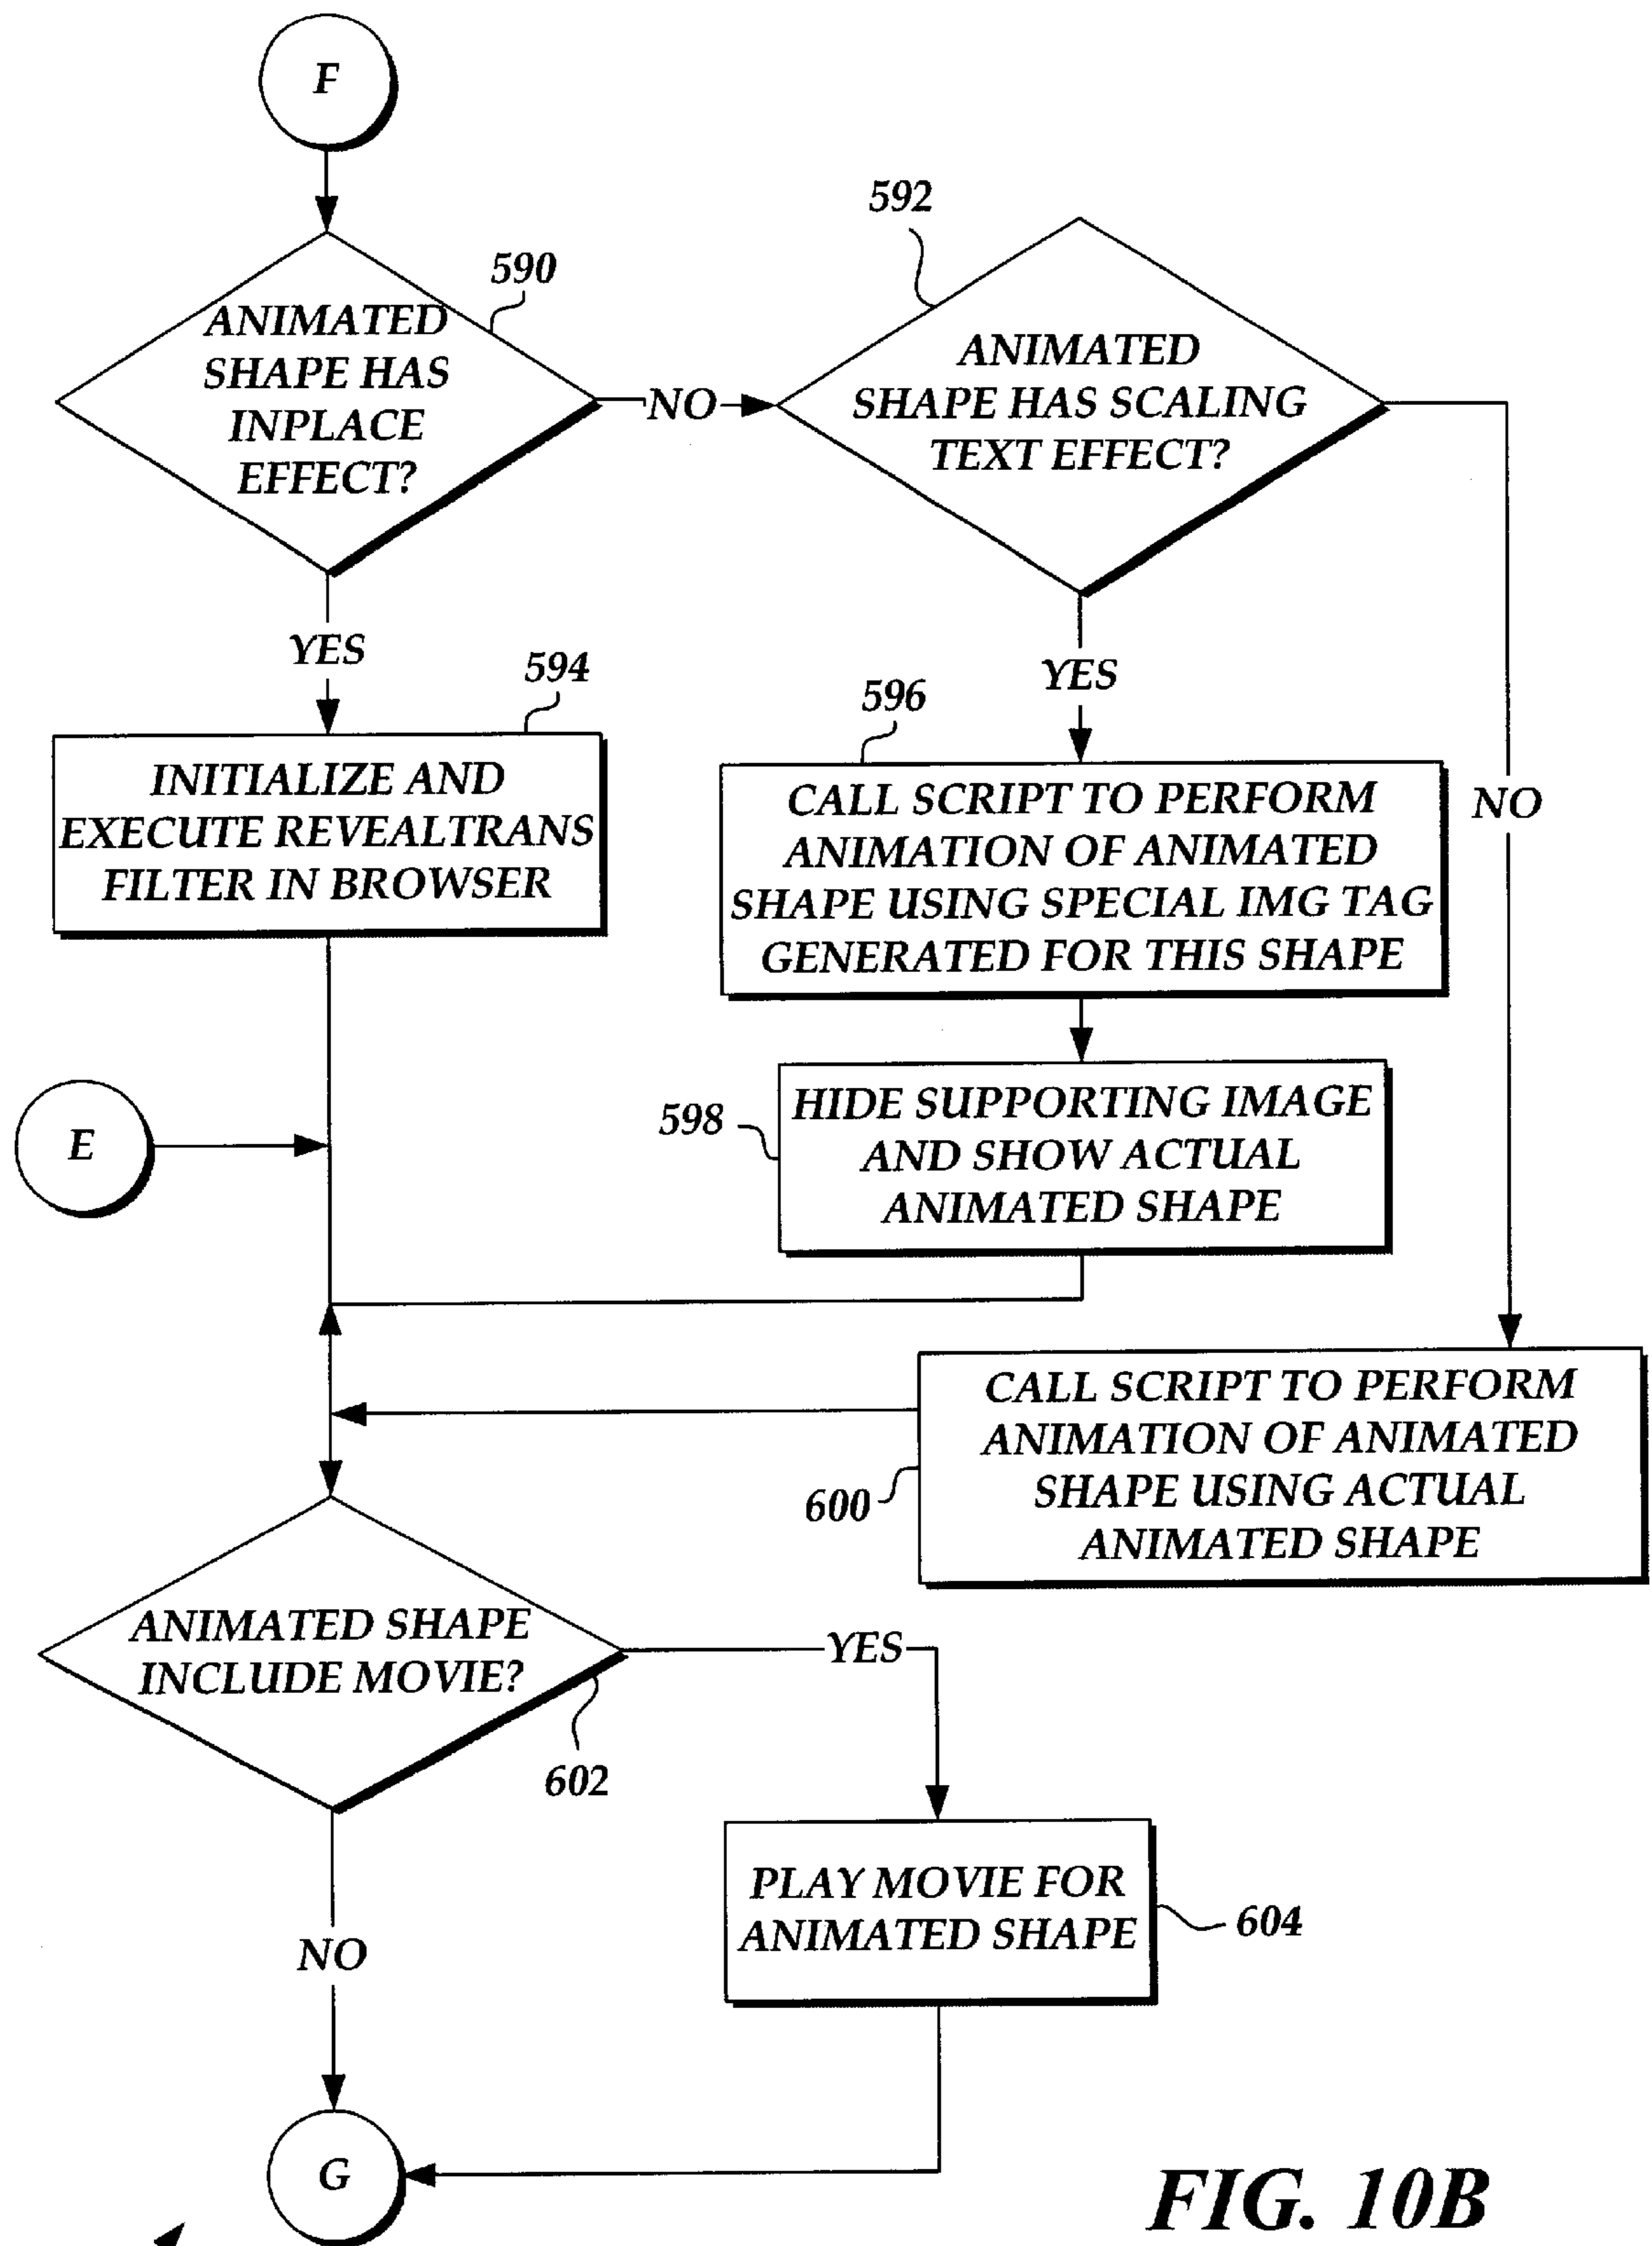 F
590
ANIMATED
SHAPE HAS
INPLACE
EFFECT?
NO
592
ANIMATED
SHAPE HAS SCALING
TEXT EFFECT?
YES
594
INITIALIZE AND
EXECUTE REVEALTRANS
FILTER IN BROWSER
YES
596
CALL SCRIPT TO PERFORM
ANIMATION OF ANIMATED
SHAPE USING SPECIAL IMG TAG
GENERATED FOR THIS SHAPE
NO
E
598
HIDE SUPPORTING IMAGE
AND SHOW ACTUAL
ANIMATED SHAPE
600
CALL SCRIPT TO PERFORM
ANIMATION OF ANIMATED
SHAPE USING ACTUAL
ANIMATED SHAPE
ANIMATED SHAPE
INCLUDE MOVIE?
YES
602
PLAY MOVIE FOR
ANIMATED SHAPE
604
NO
G
FIG. 10B